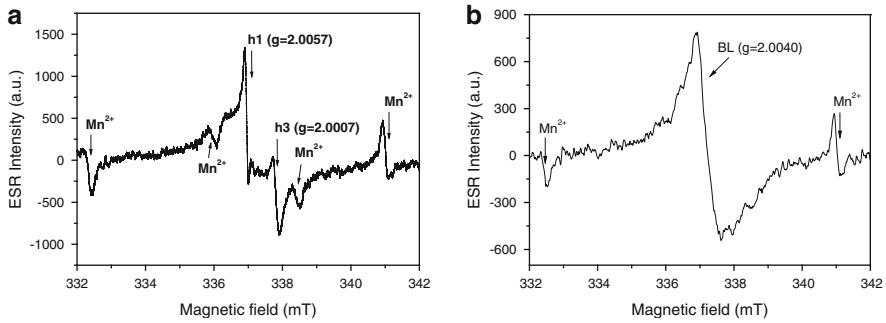 a
ESR Intensity (a.u.)
1500
1000
500
0
-500
-1000
332
334
336
338
340
342
Magnetic field (mT)
Mn²⁺
Mn²⁺
h1 (g=2.0057)
h3 (g=2.0007)
Mn²⁺
Mn²⁺
b
ESR Intensity (a.u.)
900
600
300
0
-300
-600
332
334
336
338
340
342
Magnetic field (mT)
Mn²⁺
BL (g=2.0040)
Mn²⁺